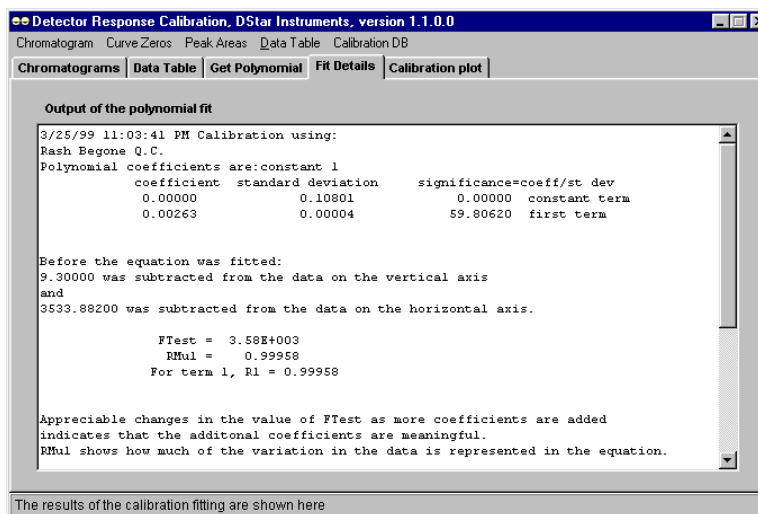 Detector Response Calibration, DStar Instruments, version 1.1.0.0
Chromatogram Curve Zeros Peak Areas Data Table Calibration DB
Chromatograms Data Table Get Polynomial Fit Details Calibration plot
Output of the polynomial fit
3/25/99 11:03:41 PM Calibration using:
Rash Begone Q.C.
Polynomial coefficients are:constant 1
coefficient standard deviation significance=coeff/st dev
0.00000 0.10801 0.00000 constant term
0.00263 0.00004 59.80620 first term
Before the equation was fitted:
9.30000 was subtracted from the data on the vertical axis
and
3533.88200 was subtracted from the data on the horizontal axis.
FTest = 3.58E+003
RMul = 0.99958
For term 1, R1 = 0.99958
Appreciable changes in the value of FTest as more coefficients are added
indicates that the additonal coefficients are meaningful.
RMul shows how much of the variation in the data is represented in the equation.
The results of the calibration fitting are shown here